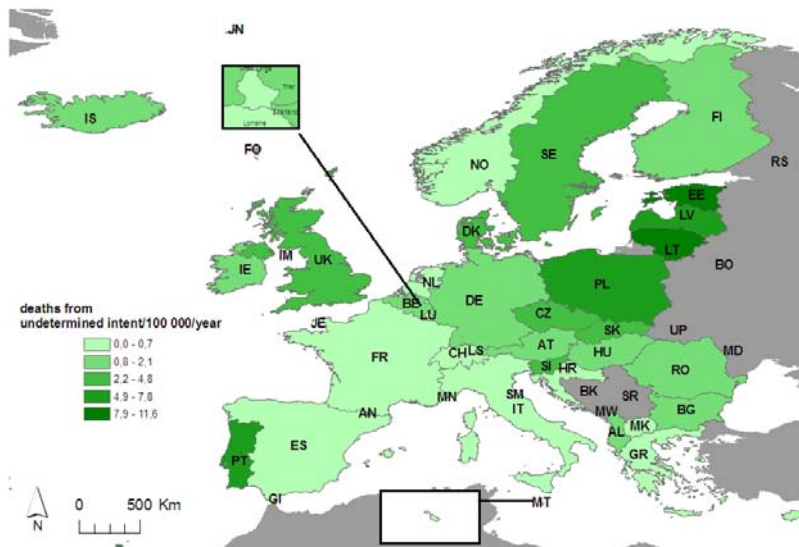 JN
IS
FI
NO
SE
RS
FO
EE
LV
DK
LT
IM
IE
UK
BO
NL
PL
DE
BE
LU
CZ
JE
SK
UP
deaths from
undetermined intent/100 000/year
0,0 - 0,7
0,8 - 2,1
2,2 - 4,8
4,9 - 7,8
7,9 - 11,6
FR
CH
LS
AT
HU
MD
SI
HR
RO
MN
SM
BK
SR
AN
IT
MW
BG
ES
AL
MK
PT
GR
GI
MT
N
0 500 Km
Lorraine